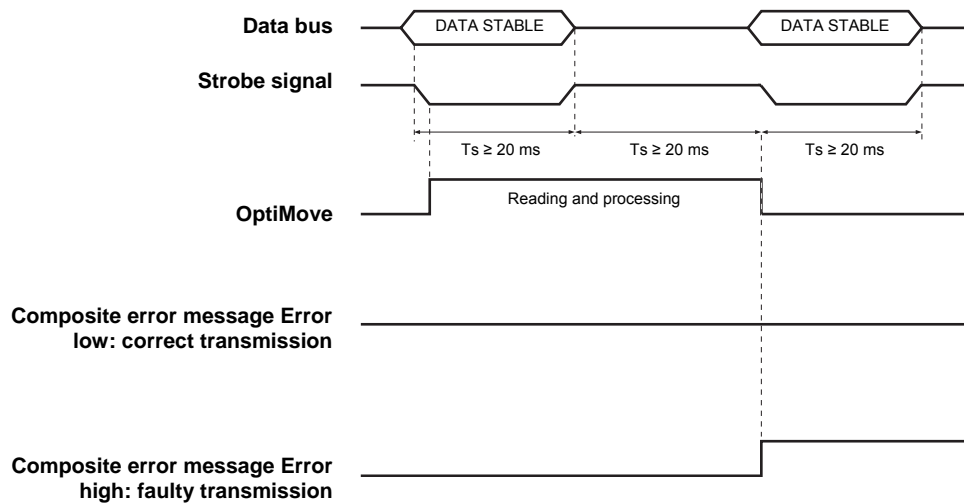 Data bus
DATA STABLE
DATA STABLE
Strobe signal
Ts ≥ 20 ms
Ts ≥ 20 ms
Ts ≥ 20 ms
OptiMove
Reading and processing
Composite error message Error
low: correct transmission
Composite error message Error
high: faulty transmission